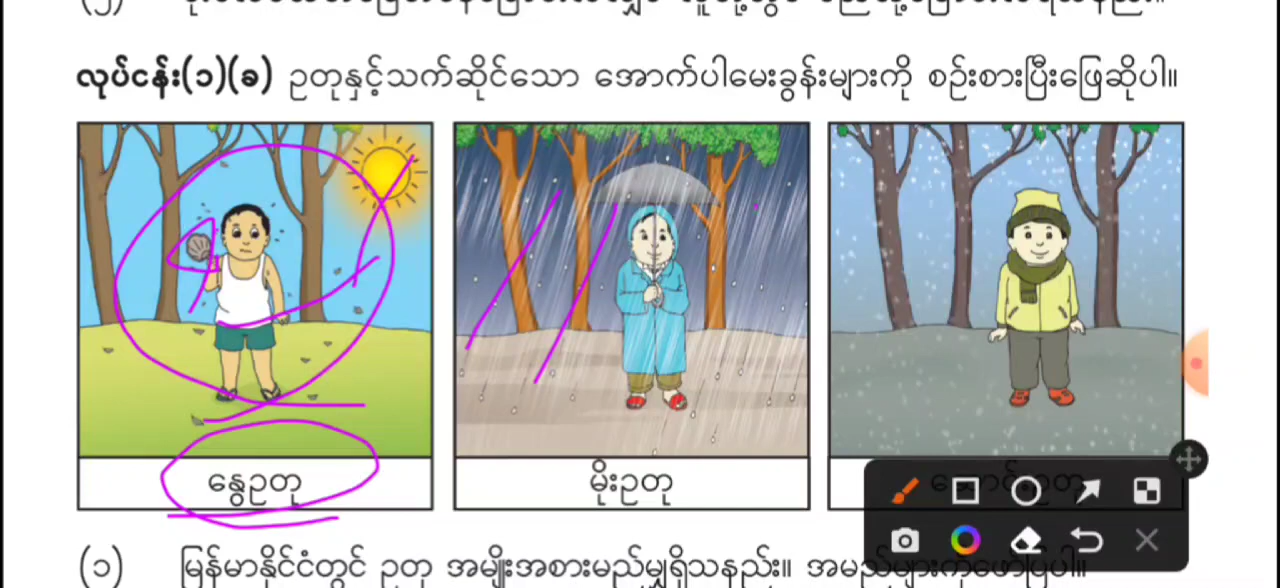 လုပ်ငန်း(၁)(ခ) ဥတုနှင့်သက်ဆိုင်သော အောက်ပါမေးခွန်းများကို စဉ်းစားပြီးဖြေဆိုပါ။
နွေဥတု
မိုးဥတု
(၁) မြန်မာနိုင်ငံတွင် ဥတု အမျိုးအစားမည်မျှရှိသနည်း။ အမည်များကိုဖော်ပြပါ။